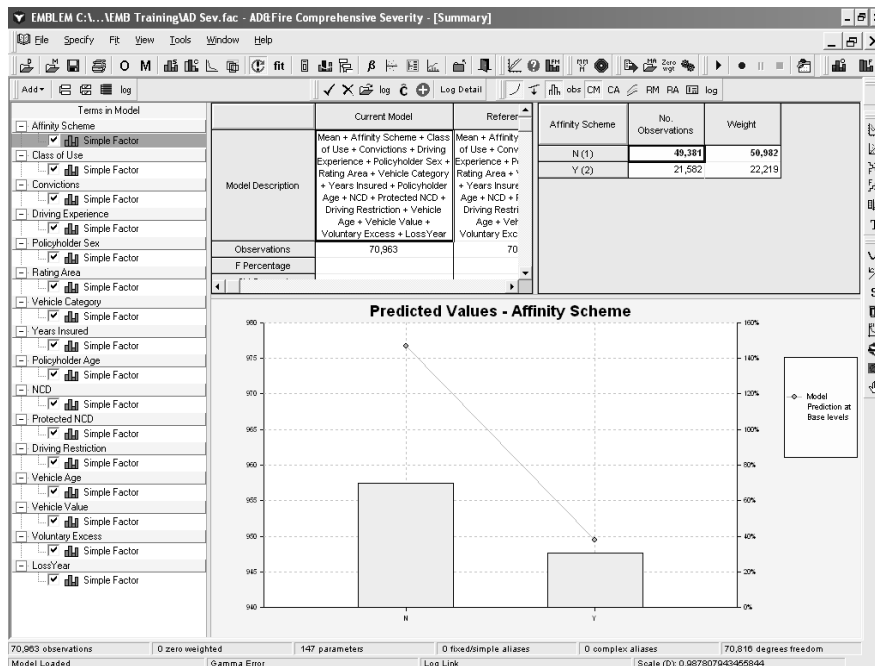 EMBLEM C:\...\EMB Training\AD Sev.fac - AD&Fire Comprehensive Severity - [Summary]
File Specify Fit View Tools Window Help
O M fit β Zero wgt
Add log log c Log Detail obs CM CA RM RA log
Terms in Model
Affinity Scheme
Simple Factor
Class of Use
Simple Factor
Convictions
Simple Factor
Driving Experience
Simple Factor
Policyholder Sex
Simple Factor
Rating Area
Simple Factor
Vehicle Category
Simple Factor
Years Insured
Simple Factor
Policyholder Age
Simple Factor
NCD
Simple Factor
Protected NCD
Simple Factor
Driving Restriction
Simple Factor
Vehicle Age
Simple Factor
Vehicle Value
Simple Factor
Voluntary Excess
Simple Factor
LossYear
Simple Factor
Current Model
Model Description
Mean + Affinity Scheme + Class
of Use + Convictions + Driving
Experience + Policyholder Sex +
Rating Area + Vehicle Category
+ Years Insured + Policyholder
Age + NCD + Protected NCD +
Driving Restriction + Vehicle
Age + Vehicle Value +
Voluntary Excess + LossYear
Observations 70,963
F Percentage
Referer
Mean + Affinity
of Use + Convi
Experience + P
Rating Area + V
+ Years Insure
Age + NCD + F
Driving Restri
Age + Veh
Voluntary Exc
70
Affinity Scheme No. Observations Weight
N (1) 49,381 50,982
Y (2) 21,582 22,219
Predicted Values - Affinity Scheme
980 160%
975 140%
970 120%
965 100%
960 80%
955 60%
950 40%
945 20%
940 0%
N Y
Model
Prediction at
Base levels
70,963 observations 0 zero weighted 147 parameters 0 fixed/simple aliases 0 complex aliases 70,816 degrees freedom
Model Loaded Gamma Error Log Link Scale (D): 0.987807943455844